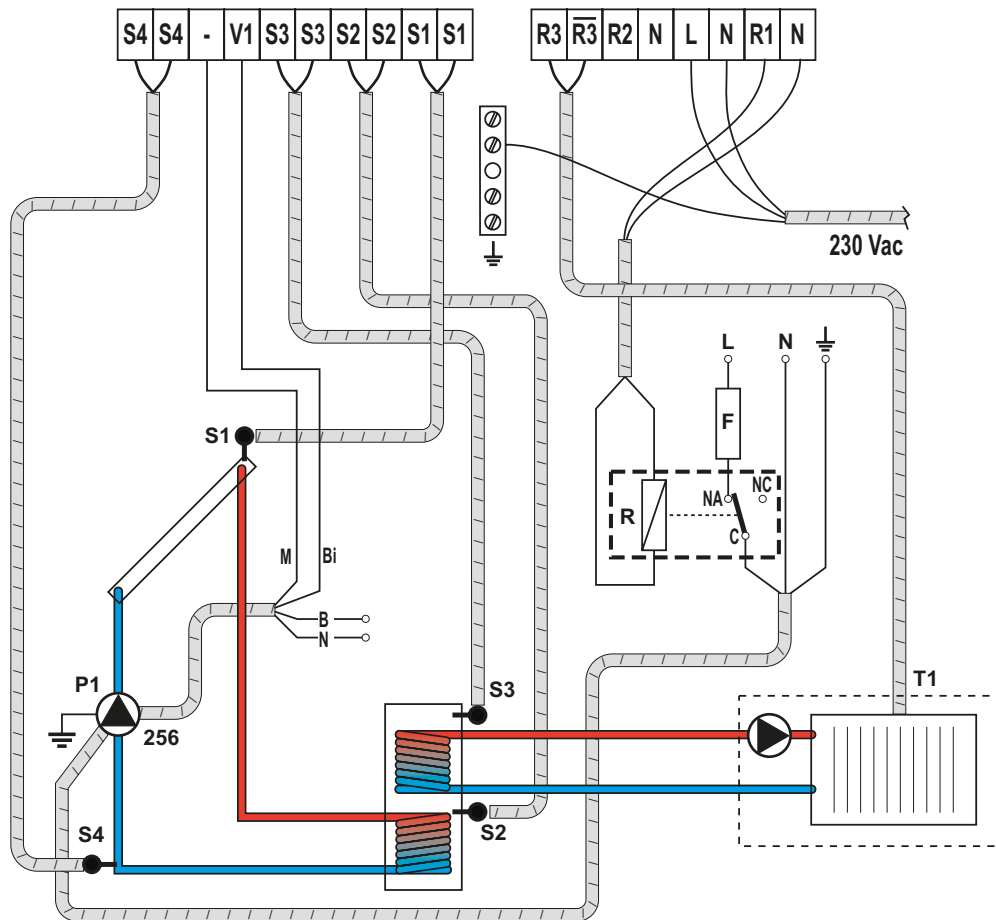 S4 S4 - V1 S3 S3 S2 S2 S1 S1
R3 R3̅ R2 N L N R1 N
230 Vac
L N
F
S1
NA NC
R
C
M Bi
B
N
P1
256
S3
T1
S2
S4